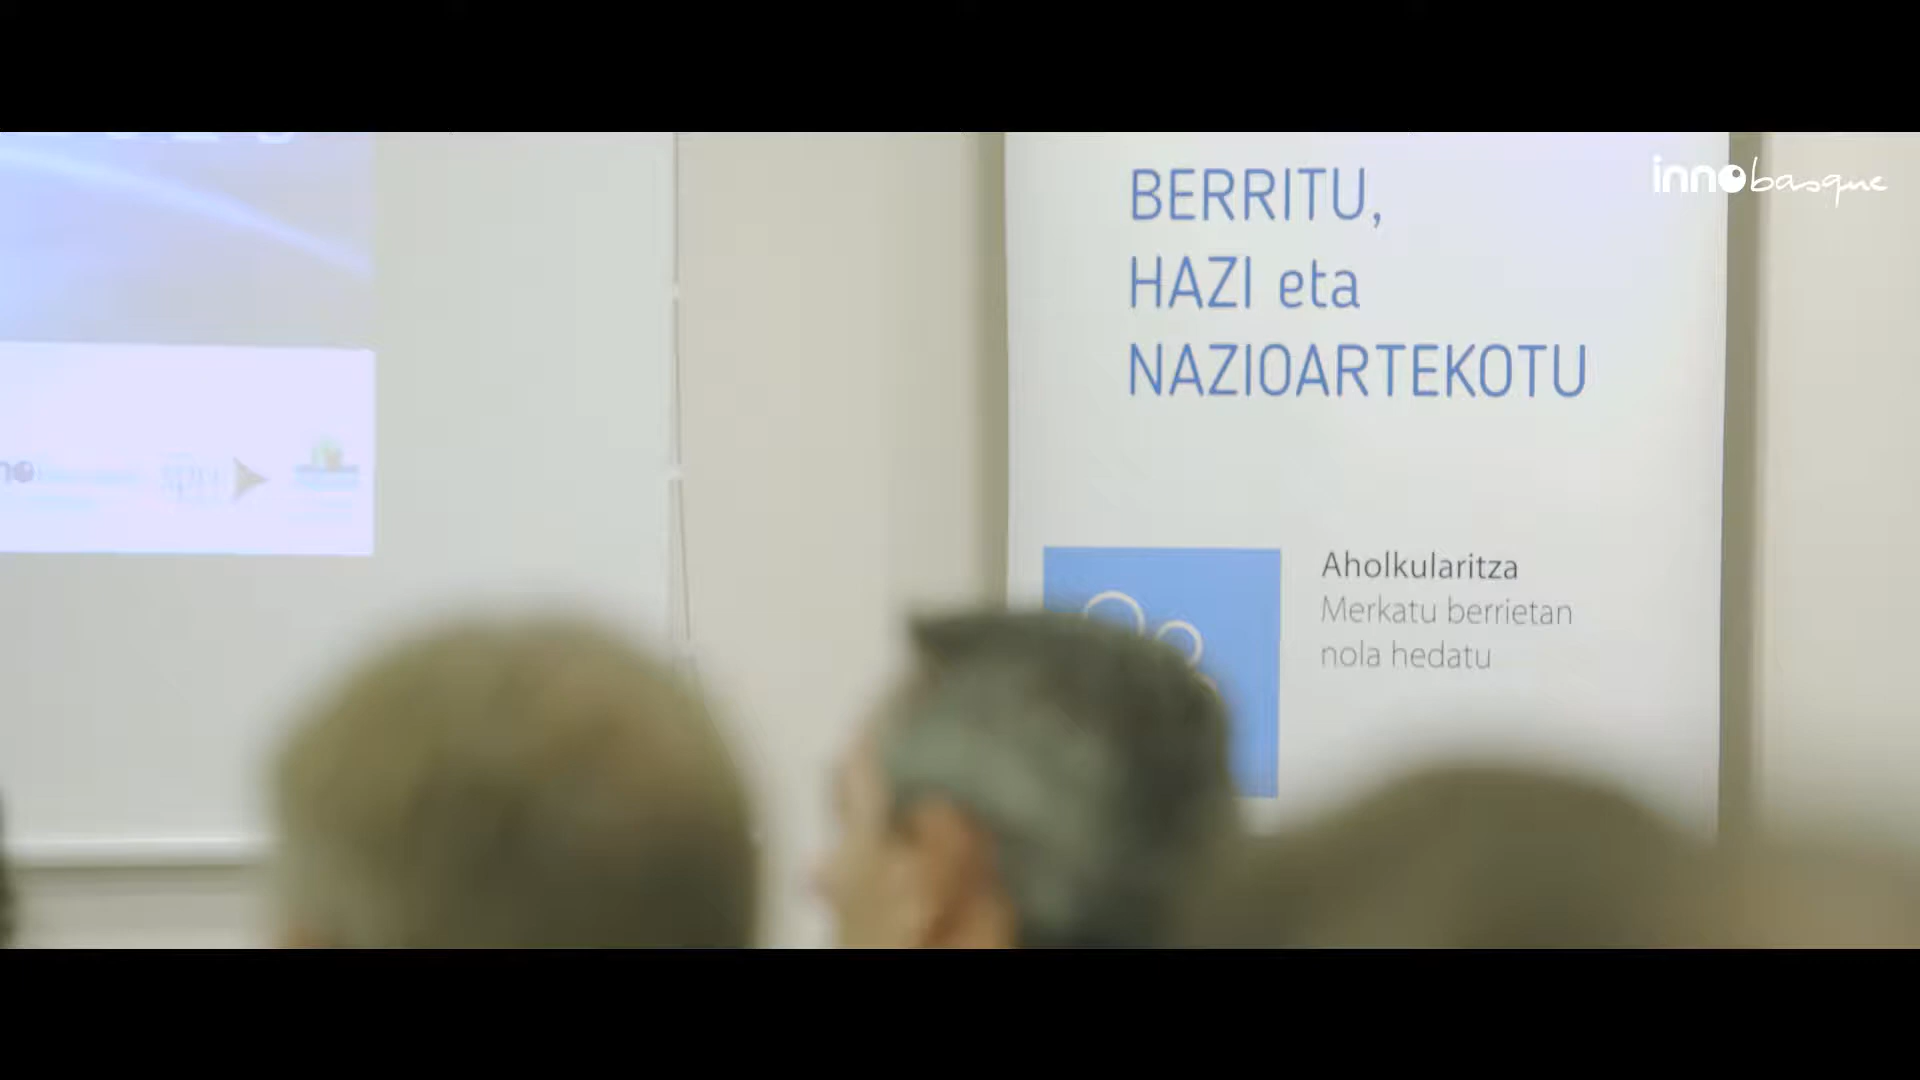 BERRITU,
HAZI eta
NAZIOARTEKOTU
innobasque
Aholkularitza
Merkatu berrietan
nola hedatu